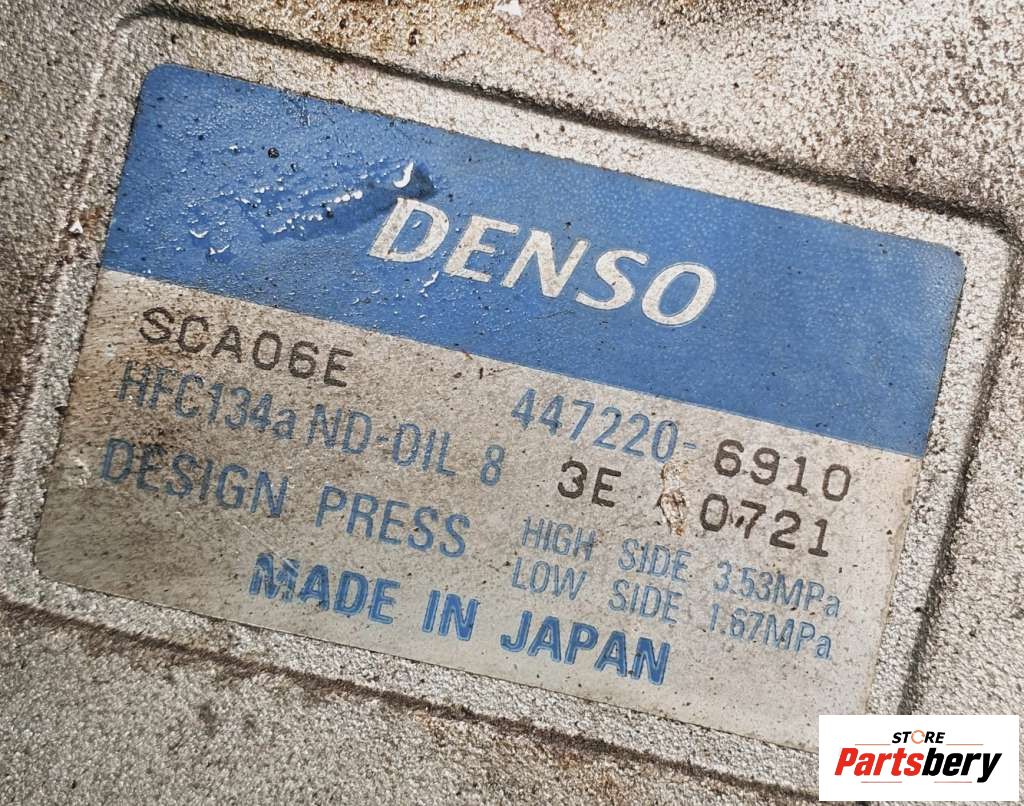 DENSO
SCA06E
447220-6910
HFC134a ND-OIL 8
3E 0721
DESIGN PRESS
HIGH SIDE 3.53MPa
LOW SIDE 1.67MPa
MADE IN JAPAN
STORE
Partsbery